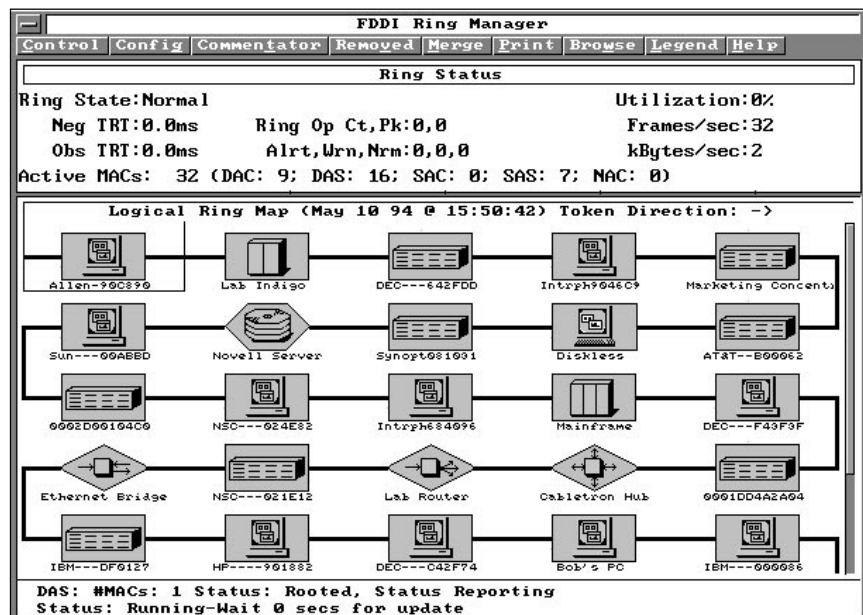 FDDI Ring Manager
Control Config Commentator Removed Merge Print Browse Legend Help
Ring Status
Ring State:Normal Utilization:0%
Neg TRT:0.0ms Ring Op Ct,Pk:0,0 Frames/sec:32
Obs TRT:0.0ms Alrt,Wrn,Nrm:0,0,0 kBytes/sec:2
Active MACs: 32 (DAC: 9; DAS: 16; SAC: 0; SAS: 7; NAC: 0)
Logical Ring Map (May 10 94 @ 15:50:42) Token Direction: ->
Allen-90C890 Lab Indigo DEC---642FDD Intrph9046C9 Marketing Concent
Sun---00ABBD Novell Server Synopt081031 Diskless AT&T--B00062
0002D00104C0 NSC---024E82 Intrph684096 Mainframe DEC---F43F3F
Ethernet Bridge NSC---021E12 Lab Router Cabletron Hub 0001DD4A2A04
IBM---DF0127 HP----901882 DEC---C42F74 Bob's PC IBM---000086
DAS: #MACs: 1 Status: Rooted, Status Reporting
Status: Running-Wait 0 secs for update